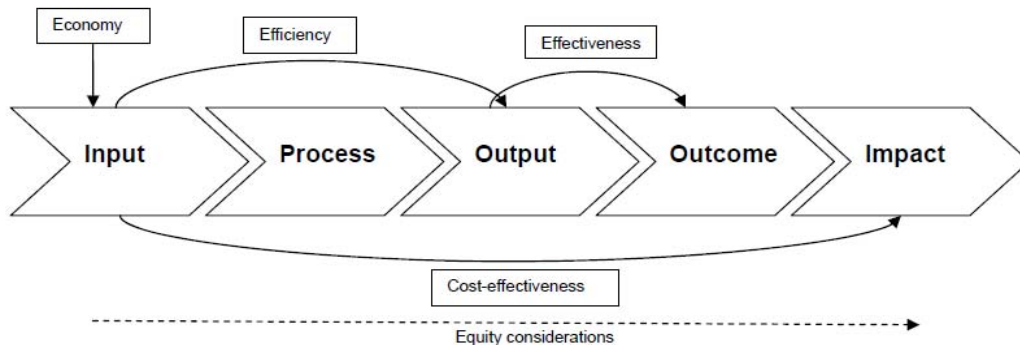 Economy
Efficiency
Effectiveness
Input
Process
Output
Outcome
Impact
Cost-effectiveness
Equity considerations